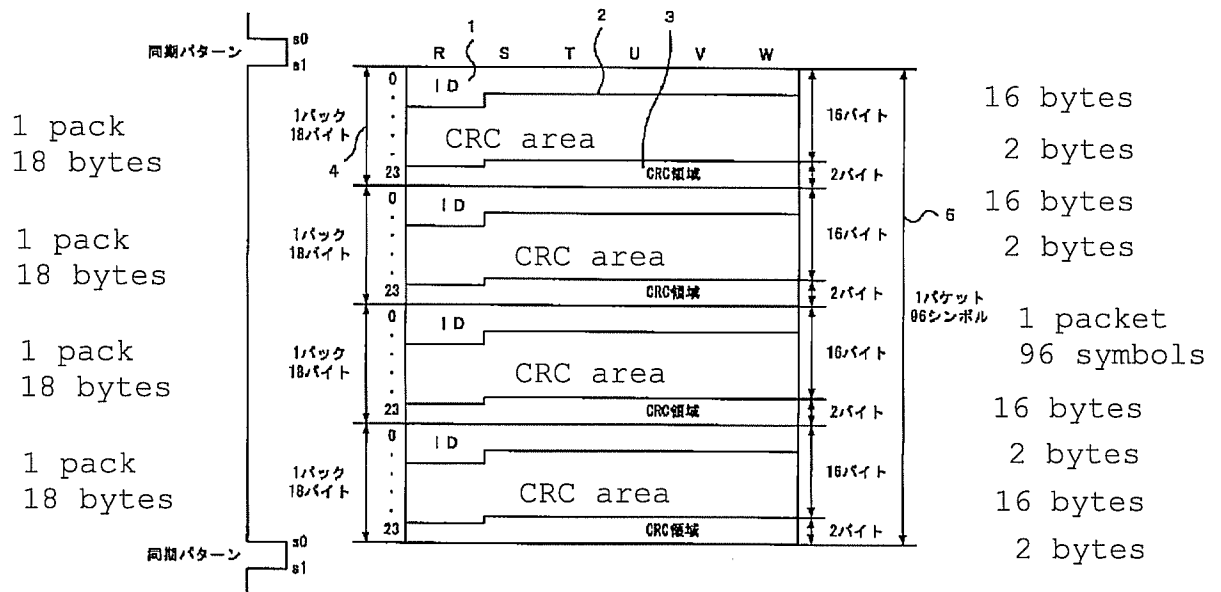 1 2 3
同期パターン s0
s1
R S T U V W
0 ID
1パック
18バイト
4
16バイト
16 bytes
1 pack
18 bytes
CRC area
2 bytes
23 CRC領域 2バイト
0 ID
1パック
18バイト
16バイト
16 bytes
6
1 pack
18 bytes
CRC area
2 bytes
23 CRC領域 2バイト
1パケット
96シンボル
1 packet
96 symbols
0 ID
1パック
18バイト
16バイト
1 pack
18 bytes
CRC area
16 bytes
23 CRC領域 2バイト
2 bytes
0 ID
1パック
18バイト
16バイト
1 pack
18 bytes
CRC area
16 bytes
23 CRC領域 2バイト
2 bytes
同期パターン s0
s1